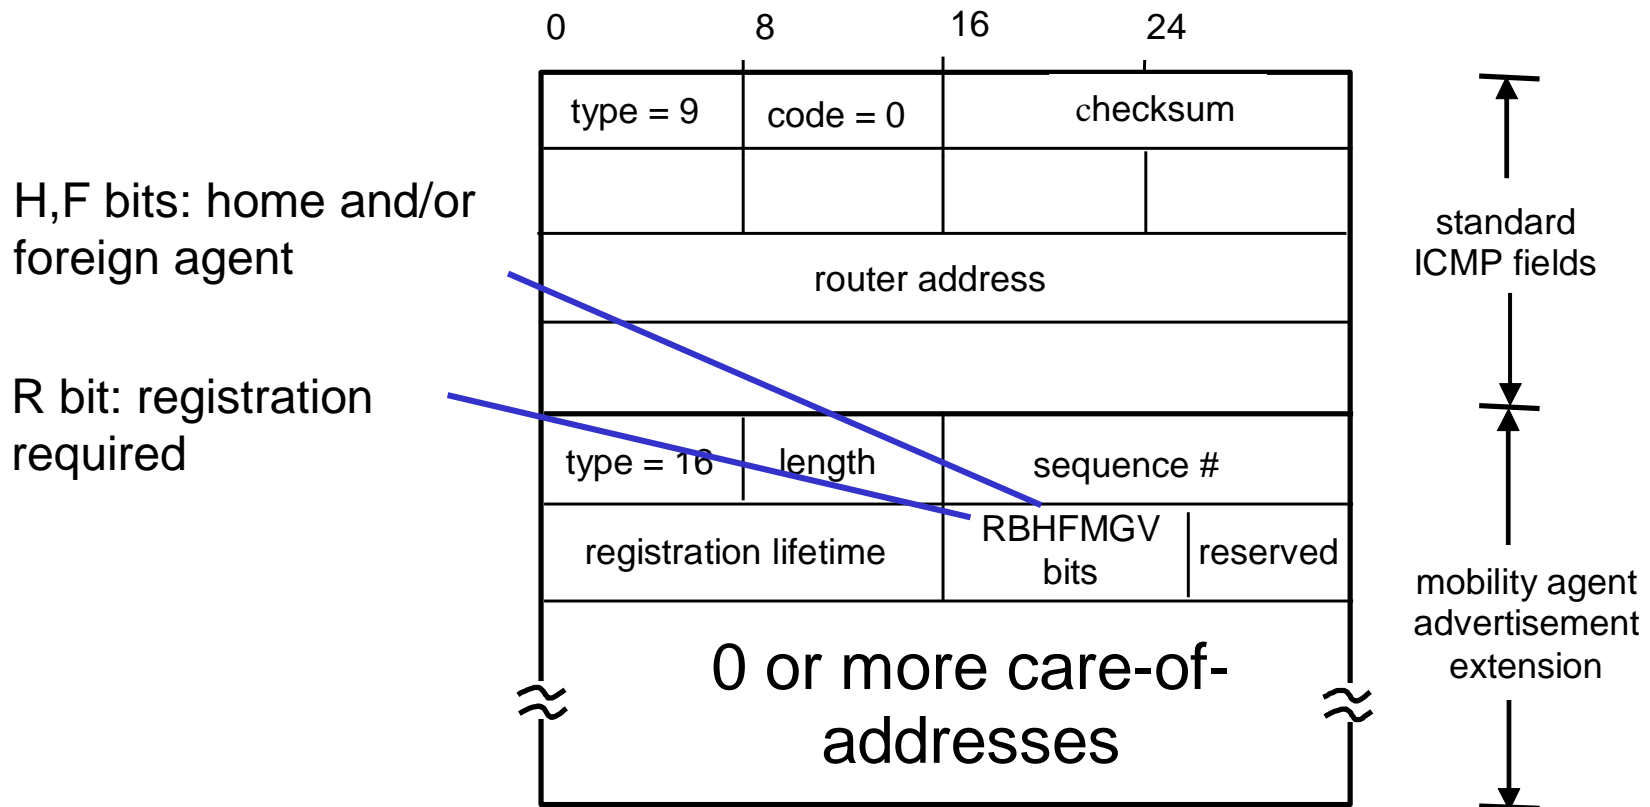 0 8 16 24
type = 9 code = 0 checksum
H,F bits: home and/or
foreign agent
standard
ICMP fields
router address
R bit: registration
required
type = 16 length sequence #
registration lifetime
RBHFMGV
bits
reserved
mobility agent
advertisement
extension
0 or more care-of-
addresses